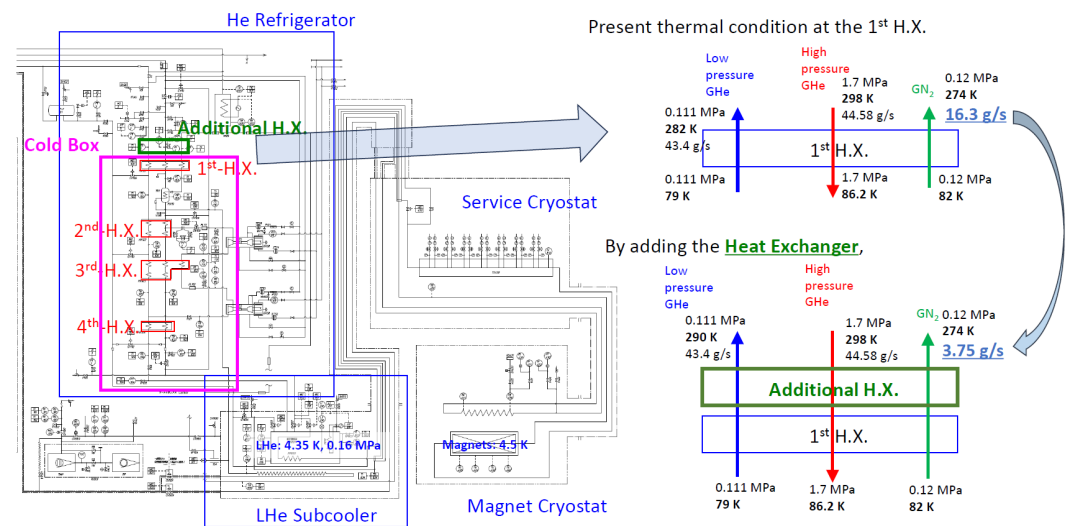 He Refrigerator
Additional H.X.
Cold Box
1st-H.X.
2nd-H.X.
3rd-H.X.
4th-H.X.
Service Cryostat
LHe: 4.35 K, 0.16 MPa
Magnets: 4.5 K
LHe Subcooler
Magnet Cryostat
Present thermal condition at the 1st H.X.
Low
pressure
GHe
High
pressure
GHe
1.7 MPa
298 K
44.58 g/s
GN2
0.12 MPa
274 K
16.3 g/s
0.111 MPa
282 K
43.4 g/s
1st H.X.
0.111 MPa
79 K
1.7 MPa
86.2 K
0.12 MPa
82 K
By adding the Heat Exchanger,
Low
pressure
GHe
High
pressure
GHe
0.111 MPa
290 K
43.4 g/s
1.7 MPa
298 K
44.58 g/s
GN2
0.12 MPa
274 K
3.75 g/s
Additional H.X.
1st H.X.
0.111 MPa
79 K
1.7 MPa
86.2 K
0.12 MPa
82 K